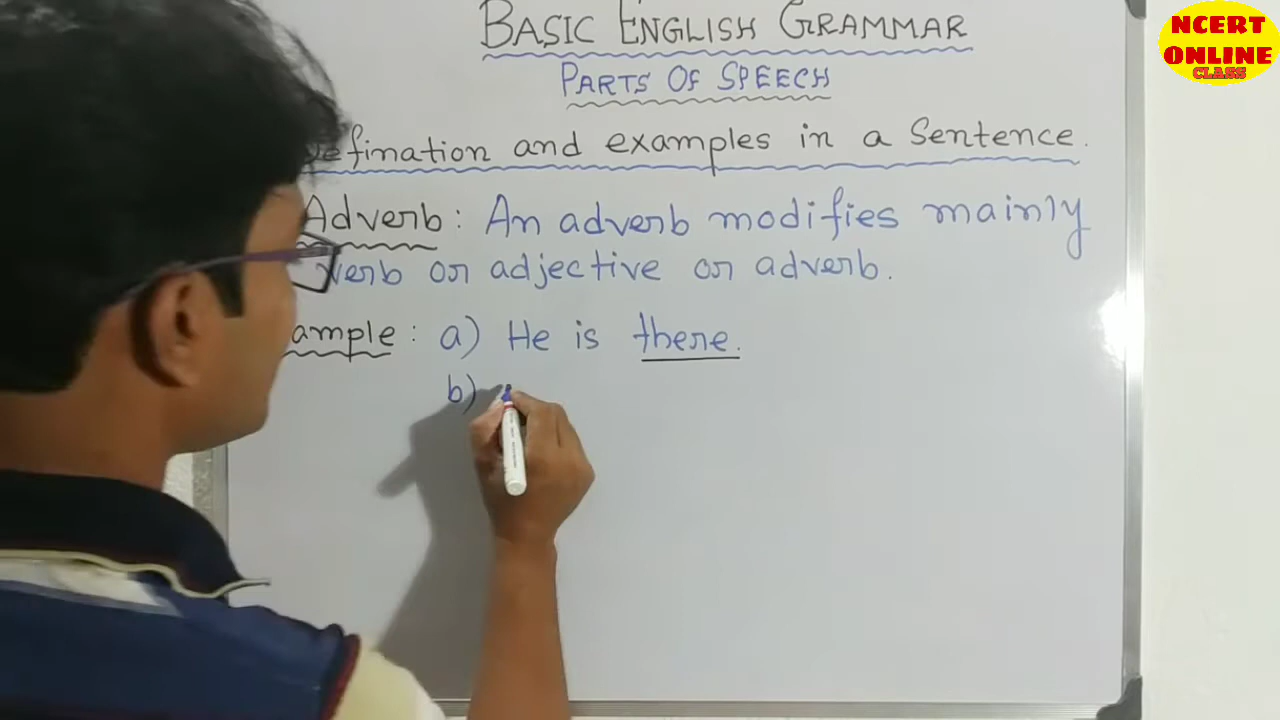 BASIC ENGLISH GRAMMAR
PARTS OF SPEECH
Defination and examples in a Sentence.
Adverb : An adverb modifies mainly
verb or adjective or adverb.
ample : a) He is there.
b)
NCERT
ONLINE
CLASS